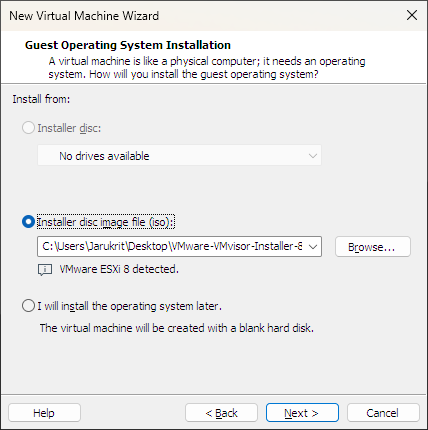 New Virtual Machine Wizard
Guest Operating System Installation
A virtual machine is like a physical computer; it needs an operating
system. How will you install the guest operating system?
Install from:
Installer disc:
No drives available
Installer disc image file (iso):
C:\Users\Jarukrit\Desktop\VMware-VMvisor-Installer-8
Browse...
VMware ESXi 8 detected.
I will install the operating system later.
The virtual machine will be created with a blank hard disk.
Help
< Back
Next >
Cancel